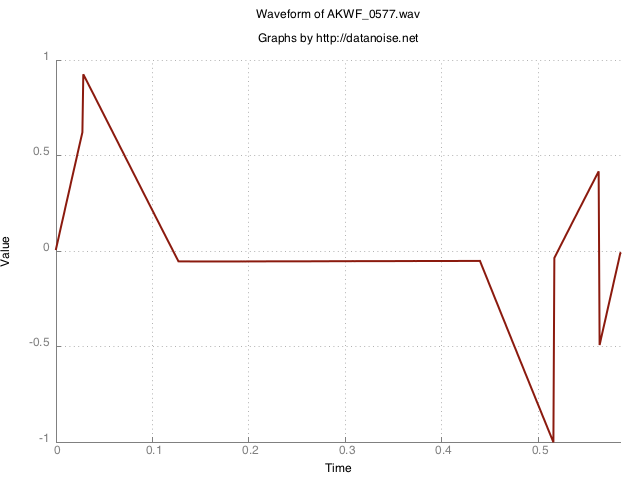 Waveform of AKWF_0577.wav
Graphs by http://datanoise.net
1
0.5
0
-0.5
-1
Value
0 0.1 0.2 0.3 0.4 0.5
Time